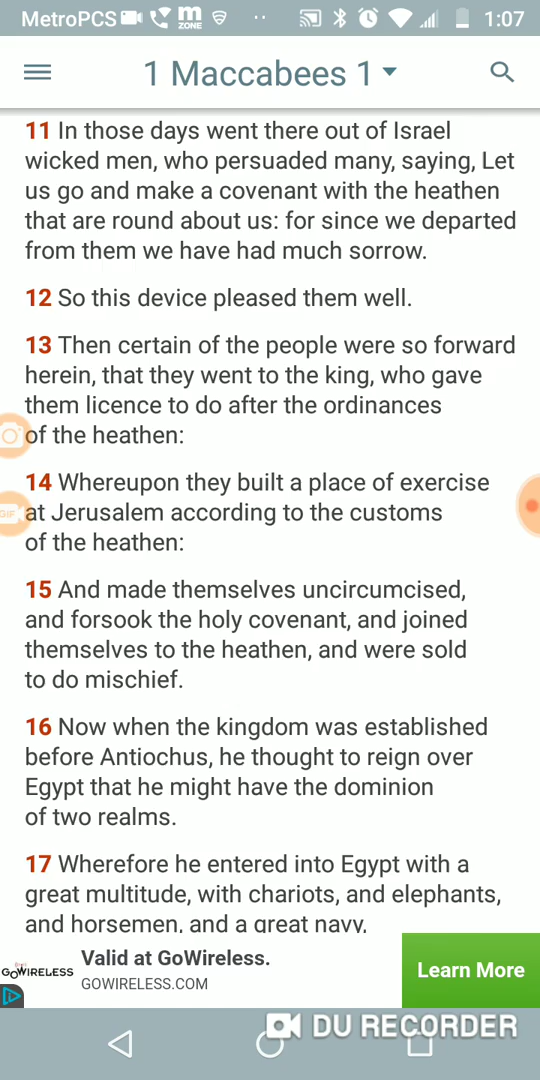 MetroPCS m ZONE 1:07
1 Maccabees 1
11 In those days went there out of Israel
wicked men, who persuaded many, saying, Let
us go and make a covenant with the heathen
that are round about us: for since we departed
from them we have had much sorrow.
12 So this device pleased them well.
13 Then certain of the people were so forward
herein, that they went to the king, who gave
them licence to do after the ordinances
of the heathen:
14 Whereupon they built a place of exercise
GIF at Jerusalem according to the customs
of the heathen:
15 And made themselves uncircumcised,
and forsook the holy covenant, and joined
themselves to the heathen, and were sold
to do mischief.
16 Now when the kingdom was established
before Antiochus, he thought to reign over
Egypt that he might have the dominion
of two realms.
17 Wherefore he entered into Egypt with a
great multitude, with chariots, and elephants,
and horsemen, and a great navy,
GOWIRELESS
Valid at GoWireless.
GOWIRELESS.COM
Learn More
DU RECORDER